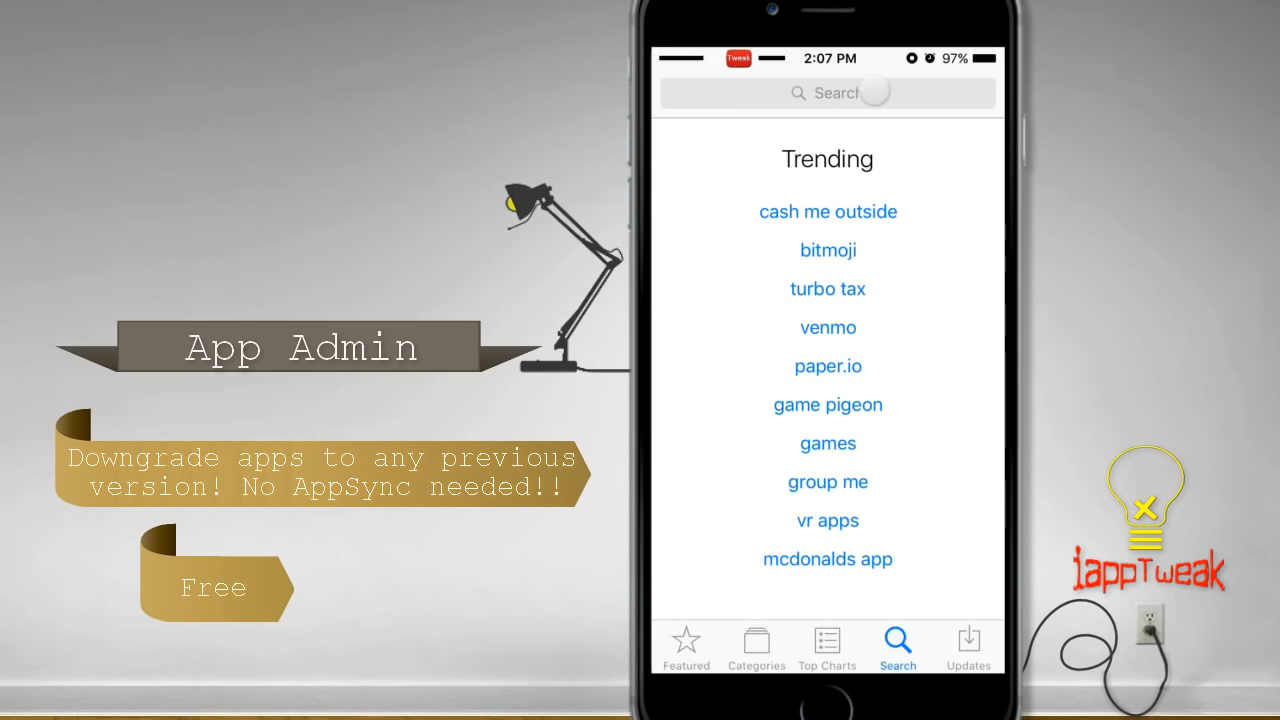 App Admin
Downgrade apps to any previous
version! No AppSync needed!!
Free
Tweak
2:07 PM
97%
Search
Trending
cash me outside
bitmoji
turbo tax
venmo
paper.io
game pigeon
games
group me
vr apps
mcdonalds app
Featured
Categories
Top Charts
Search
Updates
iappTweak